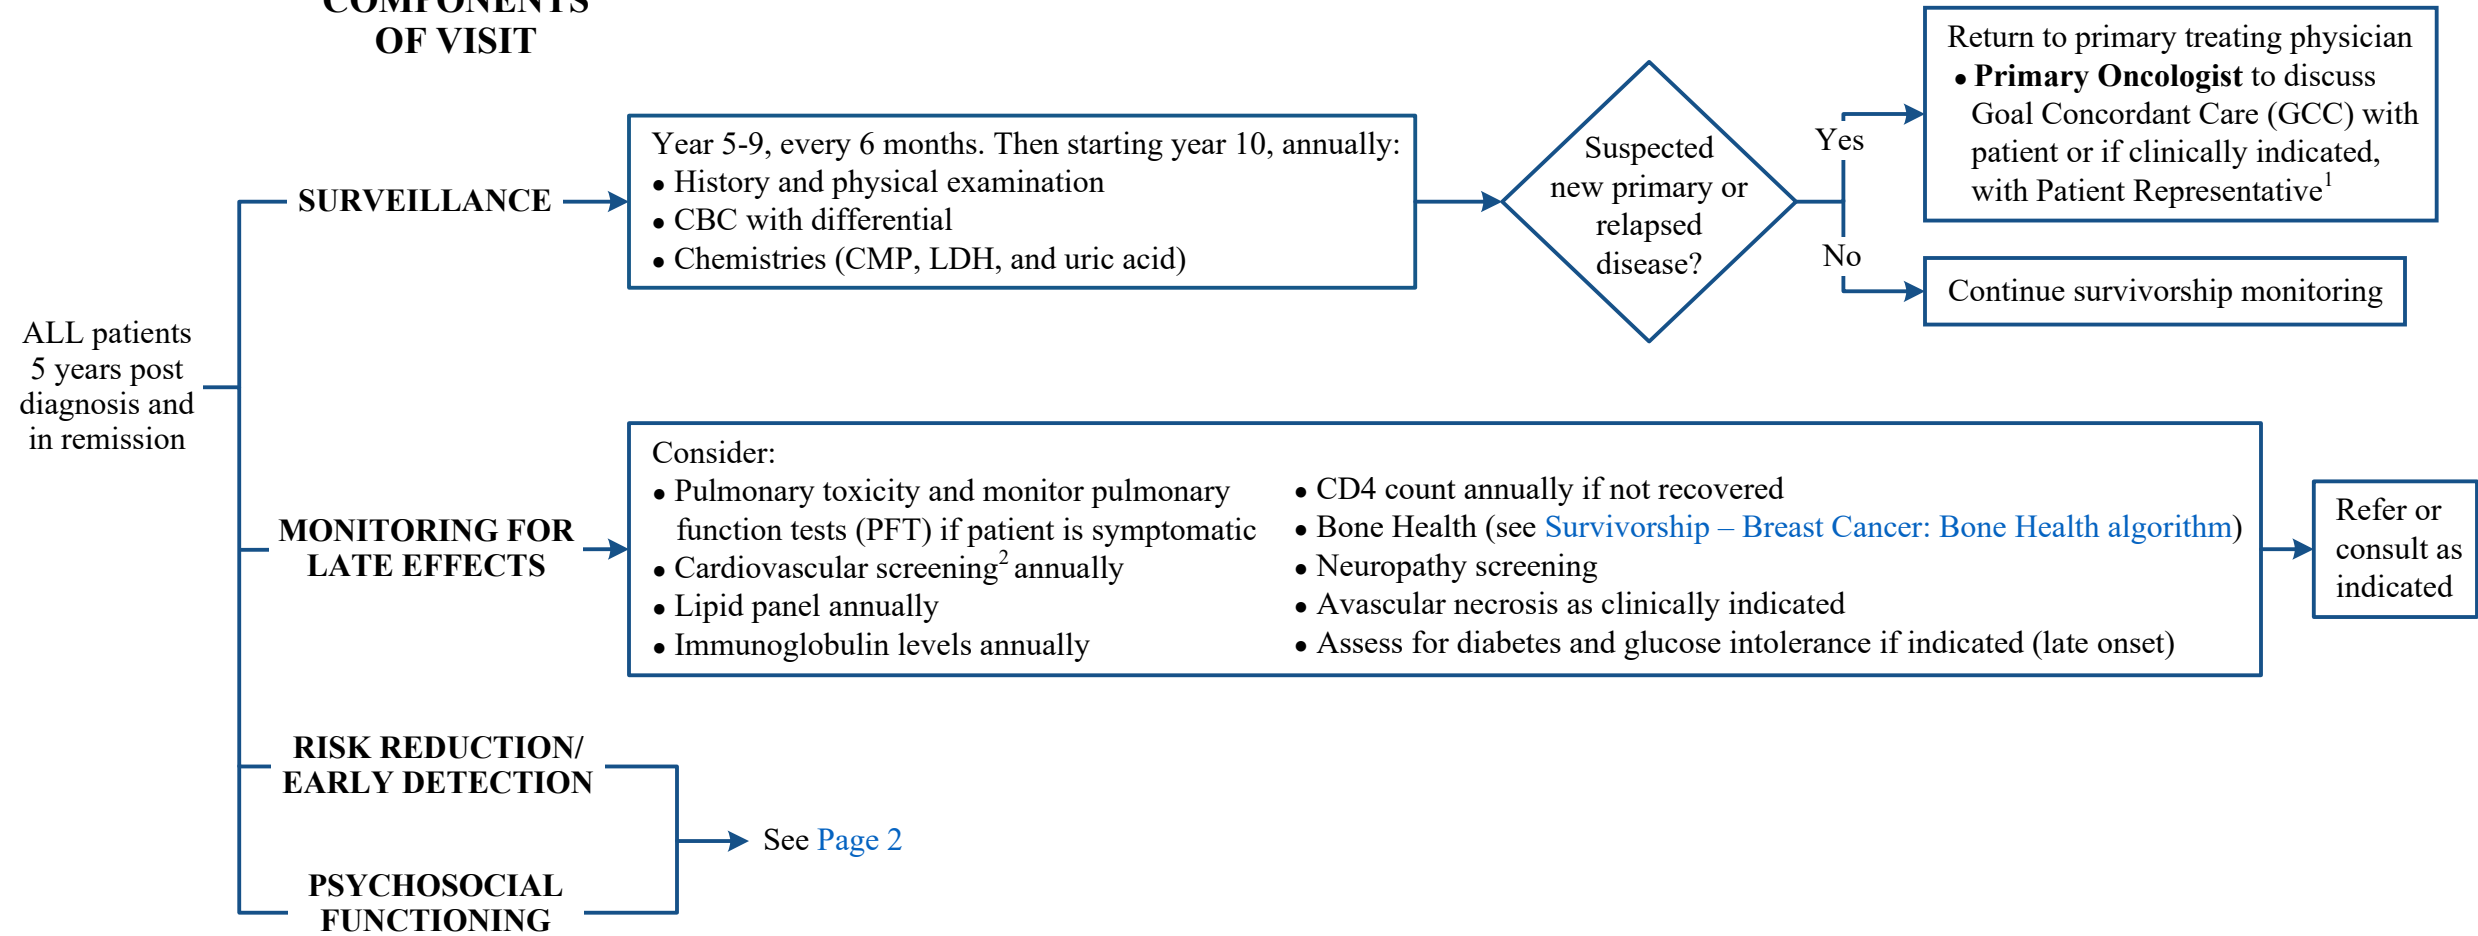 COMPONENTS
OF VISIT
ALL patients
5 years post
diagnosis and
in remission
SURVEILLANCE
Year 5-9, every 6 months. Then starting year 10, annually:
• History and physical examination
• CBC with differential
• Chemistries (CMP, LDH, and uric acid)
Suspected
new primary or
relapsed
disease?
Yes
Return to primary treating physician
• Primary Oncologist to discuss
Goal Concordant Care (GCC) with
patient or if clinically indicated,
with Patient Representative1
No
Continue survivorship monitoring
MONITORING FOR
LATE EFFECTS
Consider:
• Pulmonary toxicity and monitor pulmonary
function tests (PFT) if patient is symptomatic
• Cardiovascular screening2 annually
• Lipid panel annually
• Immunoglobulin levels annually
• CD4 count annually if not recovered
• Bone Health (see Survivorship – Breast Cancer: Bone Health algorithm)
• Neuropathy screening
• Avascular necrosis as clinically indicated
• Assess for diabetes and glucose intolerance if indicated (late onset)
Refer or
consult as
indicated
RISK REDUCTION/
EARLY DETECTION
PSYCHOSOCIAL
FUNCTIONING
See Page 2